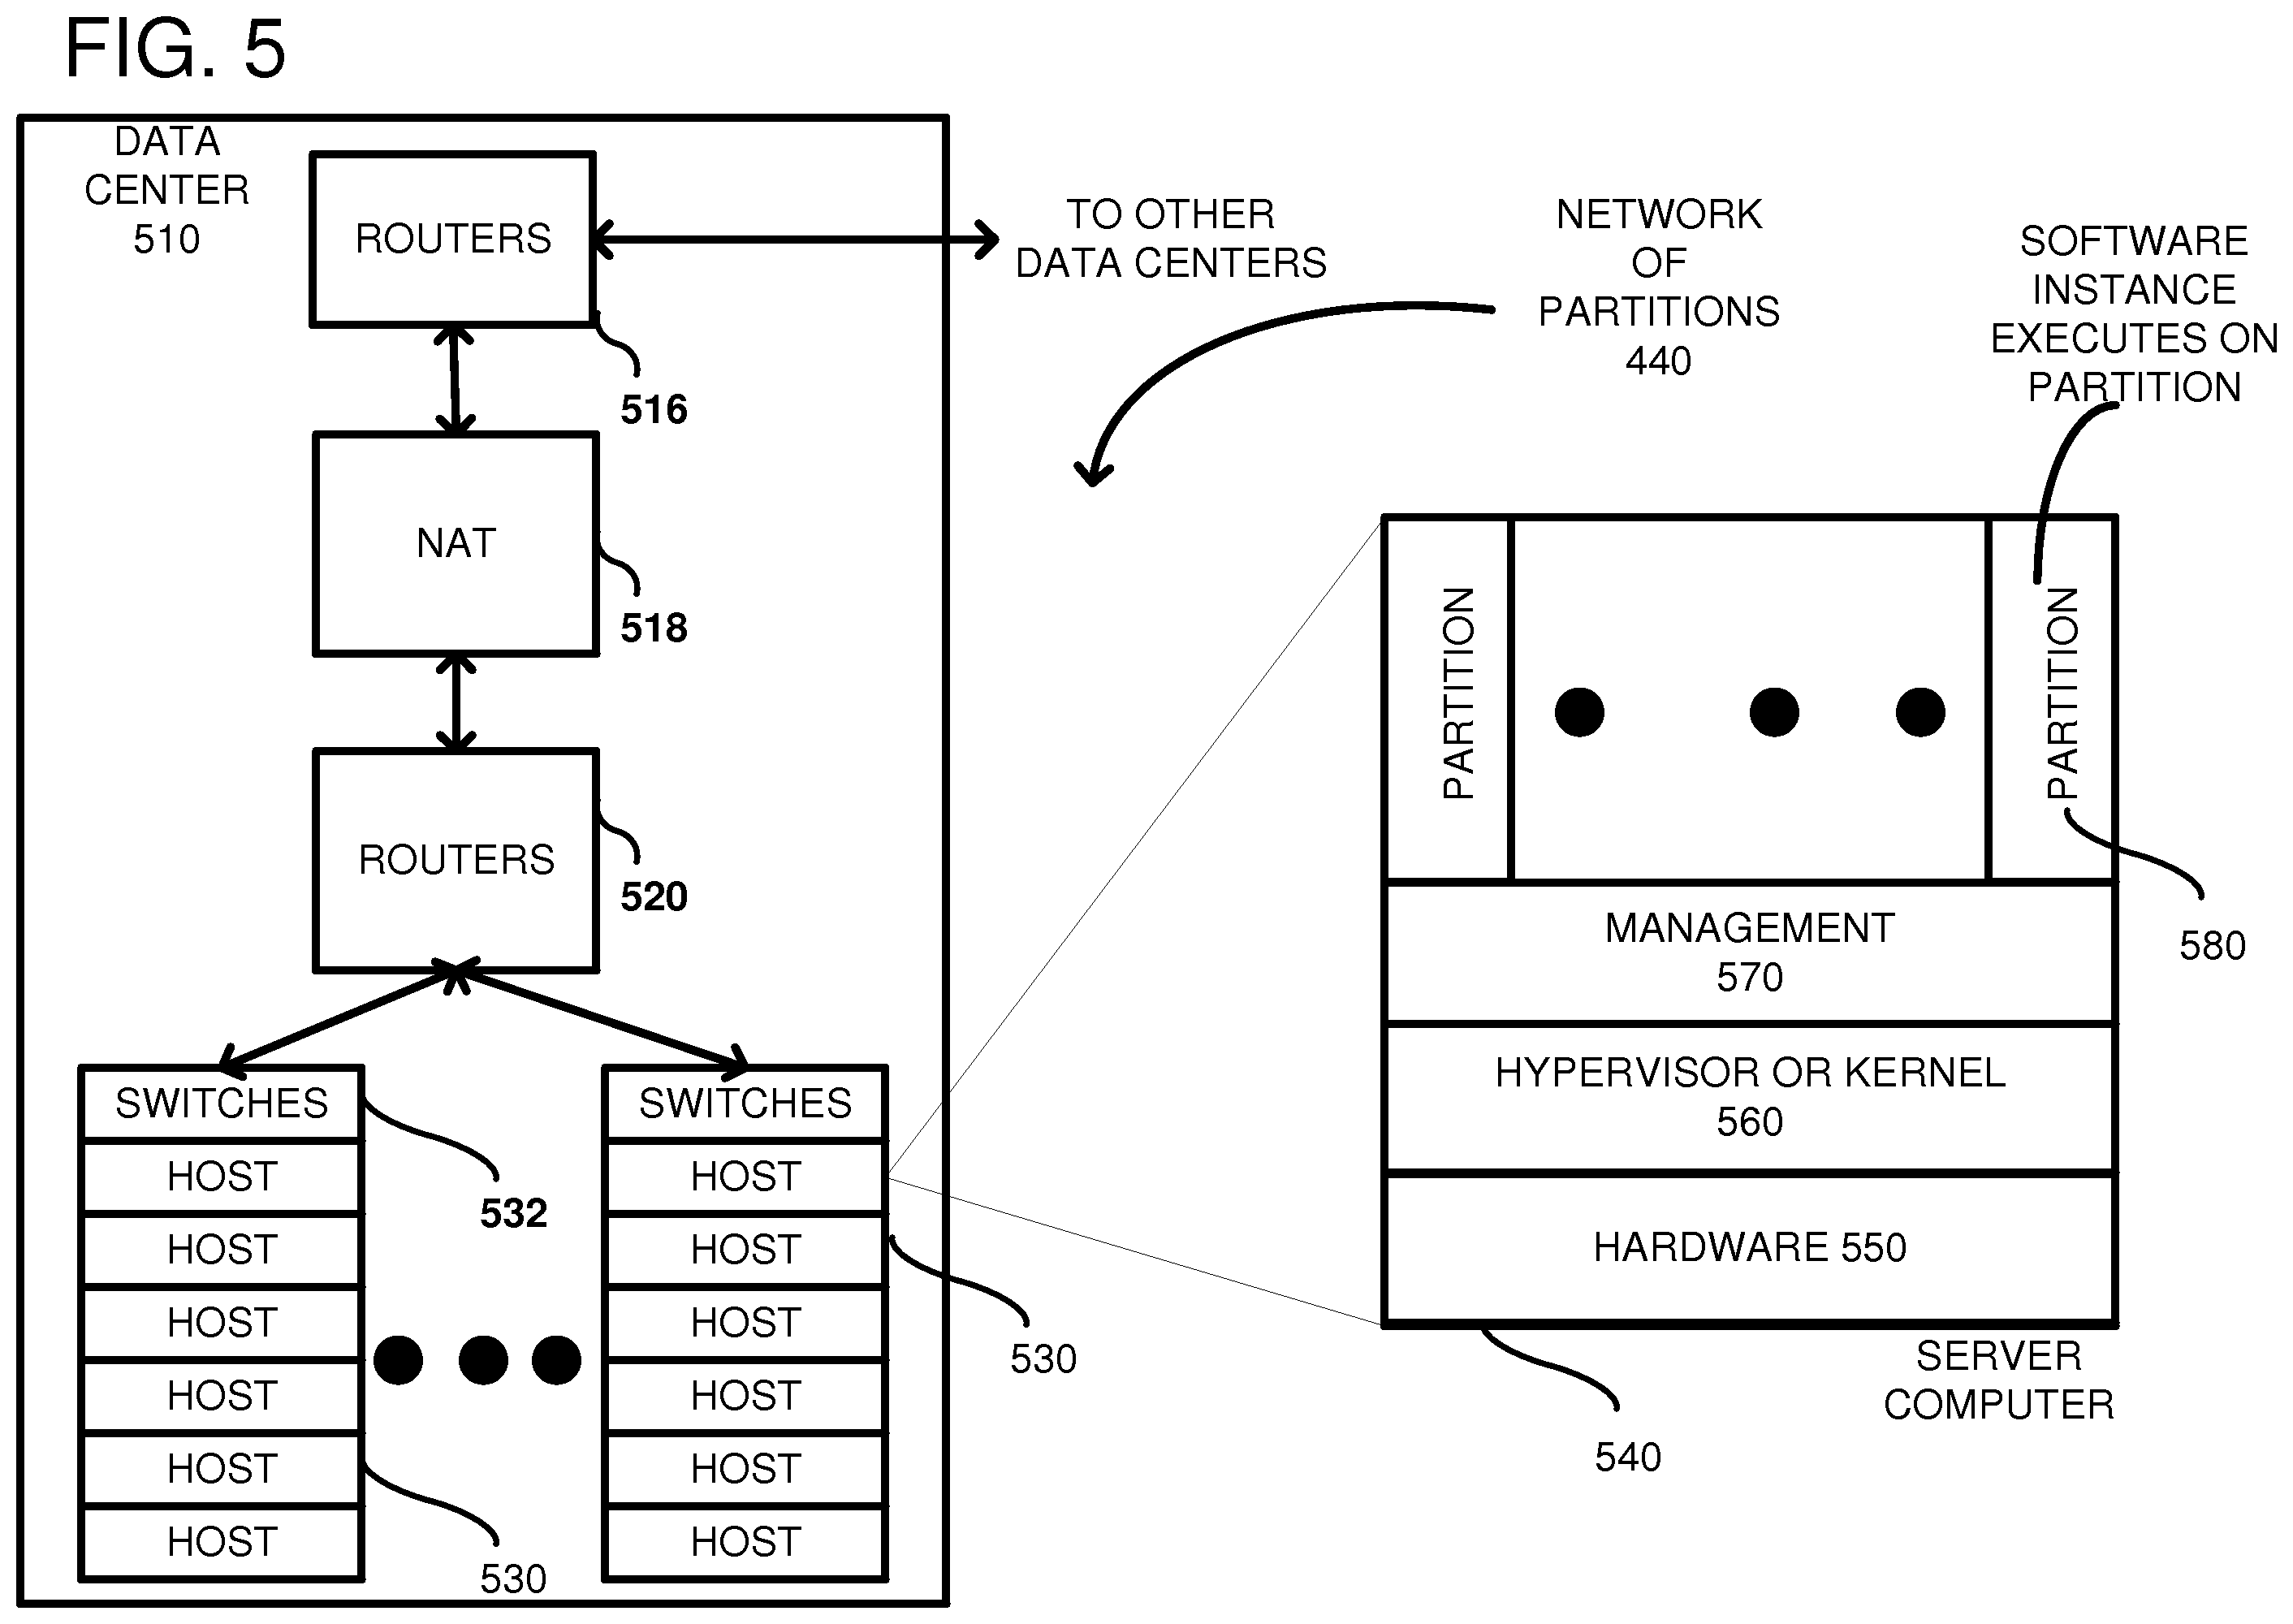 FIG. 5
DATA
CENTER
510
ROUTERS
516
TO OTHER
DATA CENTERS
NETWORK
OF
PARTITIONS
440
SOFTWARE
INSTANCE
EXECUTES ON
PARTITION
NAT
518
ROUTERS
520
SWITCHES
HOST
HOST
HOST
HOST
HOST
HOST
532
530
SWITCHES
HOST
HOST
HOST
HOST
HOST
HOST
530
PARTITION
PARTITION
580
MANAGEMENT
570
HYPERVISOR OR KERNEL
560
HARDWARE 550
SERVER
COMPUTER
540